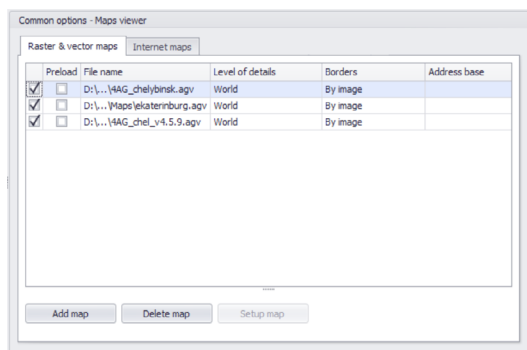 Common options - Maps viewer
Raster & vector maps Internet maps
Preload File name Level of details Borders Address base
D:\...\4AG_chelybinsk.agv World By image
D:\...\Maps\ekaterinburg.agv World By image
D:\...\4AG_chel_v4.5.9.agv World By image
Add map Delete map Setup map